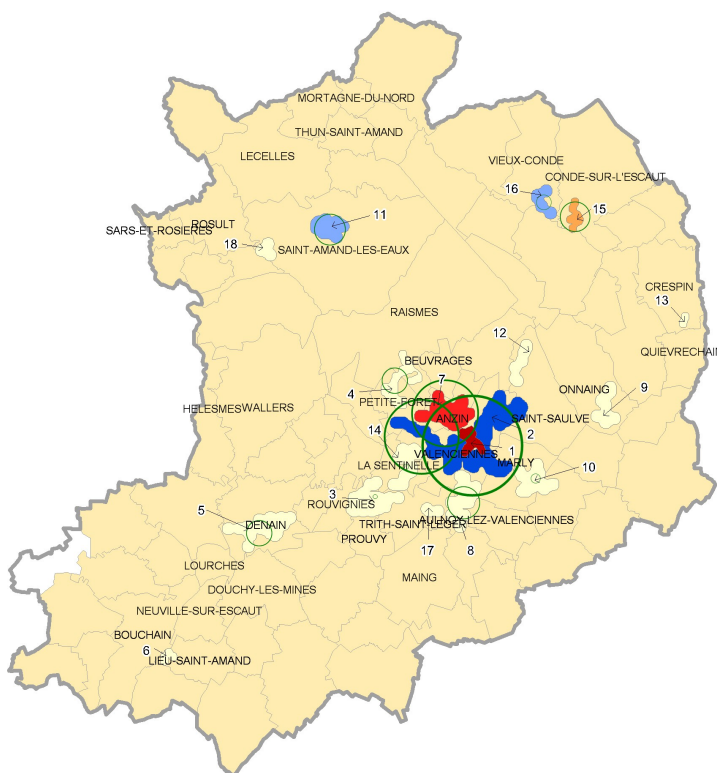 MORTAGNE-DU-NORD
THUN-SAINT-AMAND
LECELLES
VIEUX-CONDE
CONDE-SUR-L'ESCAUT
16
15
11
ROSULT
SARS-ET-ROSIERES
18
SAINT-AMAND-LES-EAUX
CRESPIN
13
RAISMES
12
QUIEVRECHAIN
BEUVRAGES
7
4
ONNAING
9
PETITE-FORET
HELESMES
WALLERS
ANZIN
SAINT-SAULVE
14
2
1
VALENCIENNES
MARLY
LA SENTINELLE
10
3
ROUVIGNIES
5
DENAIN
TRITH-SAINT-LEGER
AULNOY-LEZ-VALENCIENNES
PROUVY
17
8
LOURCHES
MAING
DOUCHY-LES-MINES
NEUVILLE-SUR-ESCAUT
BOUCHAIN
6
LIEU-SAINT-AMAND